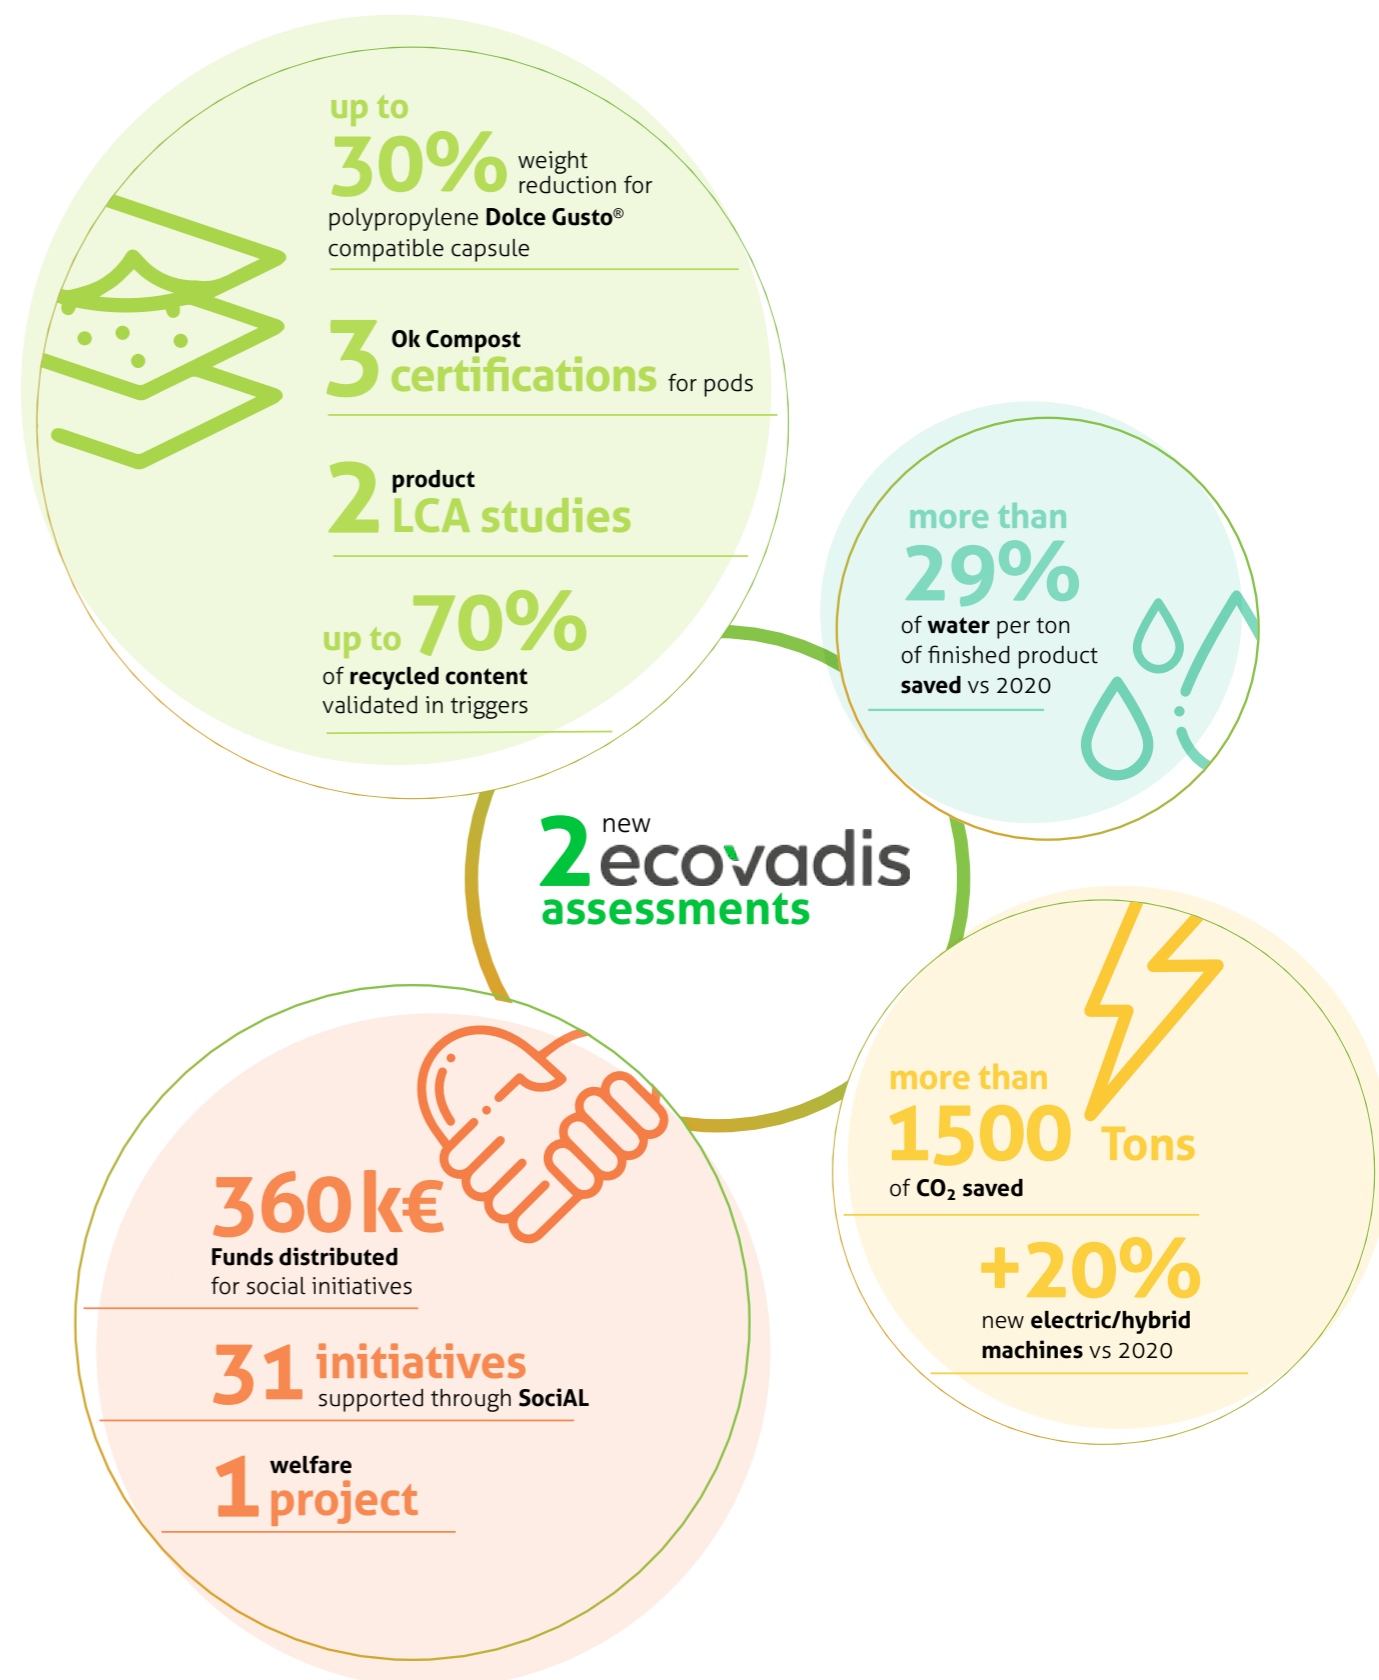 up to
30% weight
reduction for
polypropylene Dolce Gusto®
compatible capsule
3 Ok Compost
certifications for pods
2 product
LCA studies
up to 70%
of recycled content
validated in triggers
more than
29%
of water per ton
of finished product
saved vs 2020
2 new
ecovadis
assessments
more than
1500 Tons
of CO₂ saved
+20%
new electric/hybrid
machines vs 2020
360 k€
Funds distributed
for social initiatives
31 initiatives
supported through SociAL
1 welfare
project